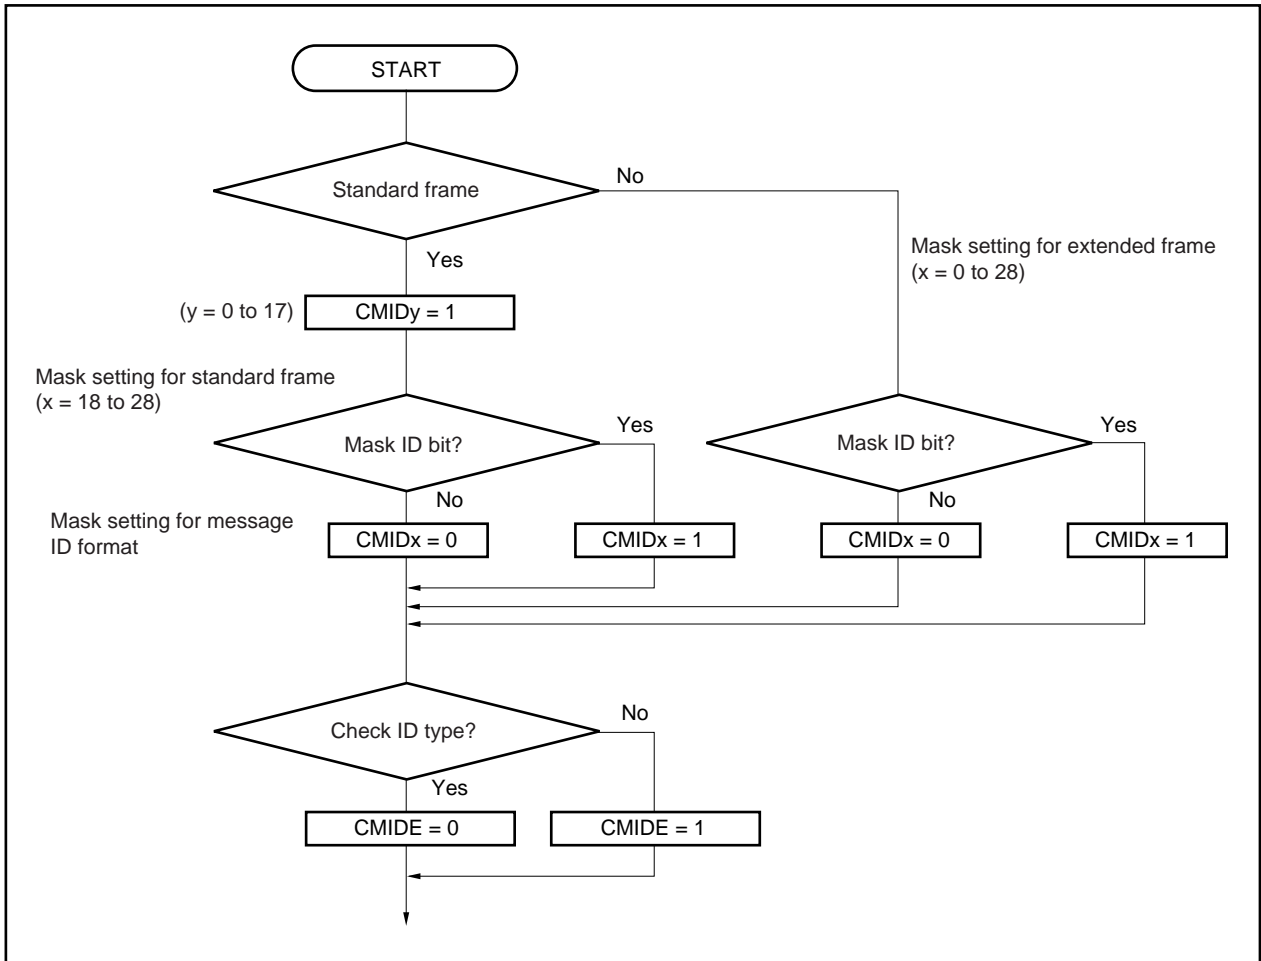 START
Standard frame
No
Yes
Mask setting for extended frame
(x = 0 to 28)
(y = 0 to 17)
CMIDy = 1
Mask setting for standard frame
(x = 18 to 28)
Mask ID bit?
Yes
Mask ID bit?
Yes
No
No
Mask setting for message
ID format
CMIDx = 0
CMIDx = 1
CMIDx = 0
CMIDx = 1
Check ID type?
No
Yes
CMIDE = 0
CMIDE = 1